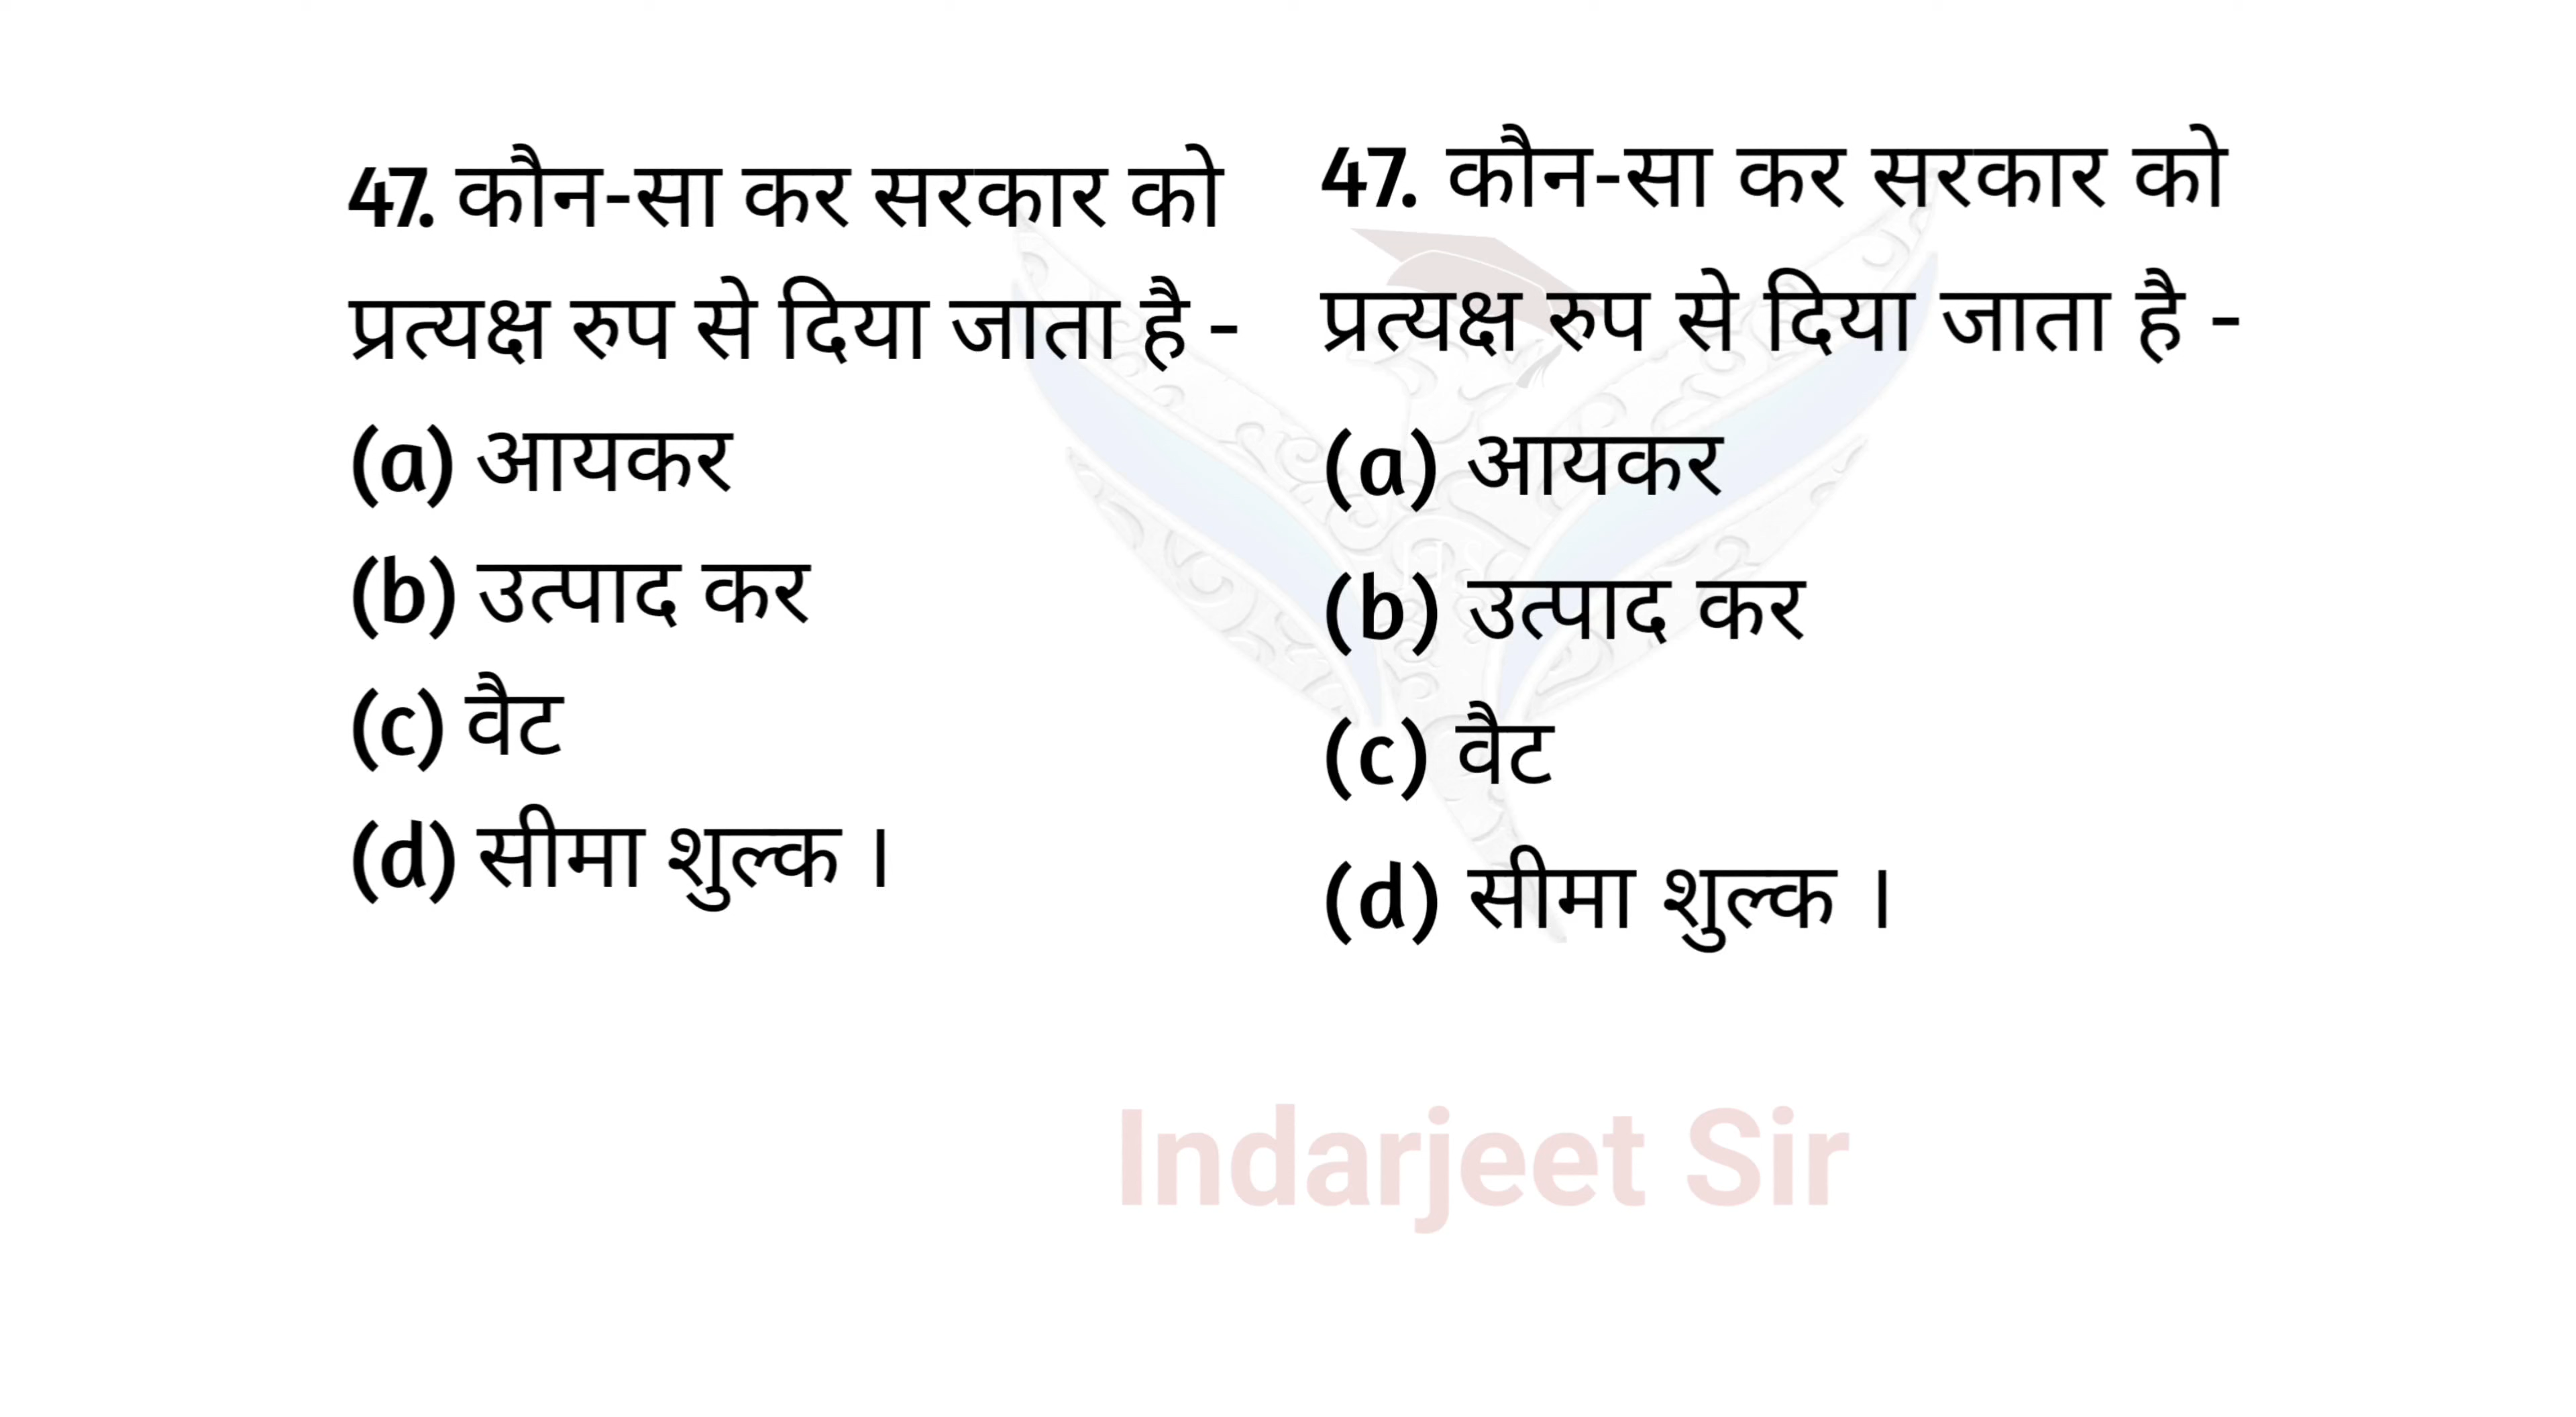 47. कौन-सा कर सरकार को
प्रत्यक्ष रुप से दिया जाता है -
(a) आयकर
(b) उत्पाद कर
(c) वैट
(d) सीमा शुल्क ।
47. कौन-सा कर सरकार को
प्रत्यक्ष रुप से दिया जाता है -
(a) आयकर
(b) उत्पाद कर
(c) वैट
(d) सीमा शुल्क ।
Indarjeet Sir